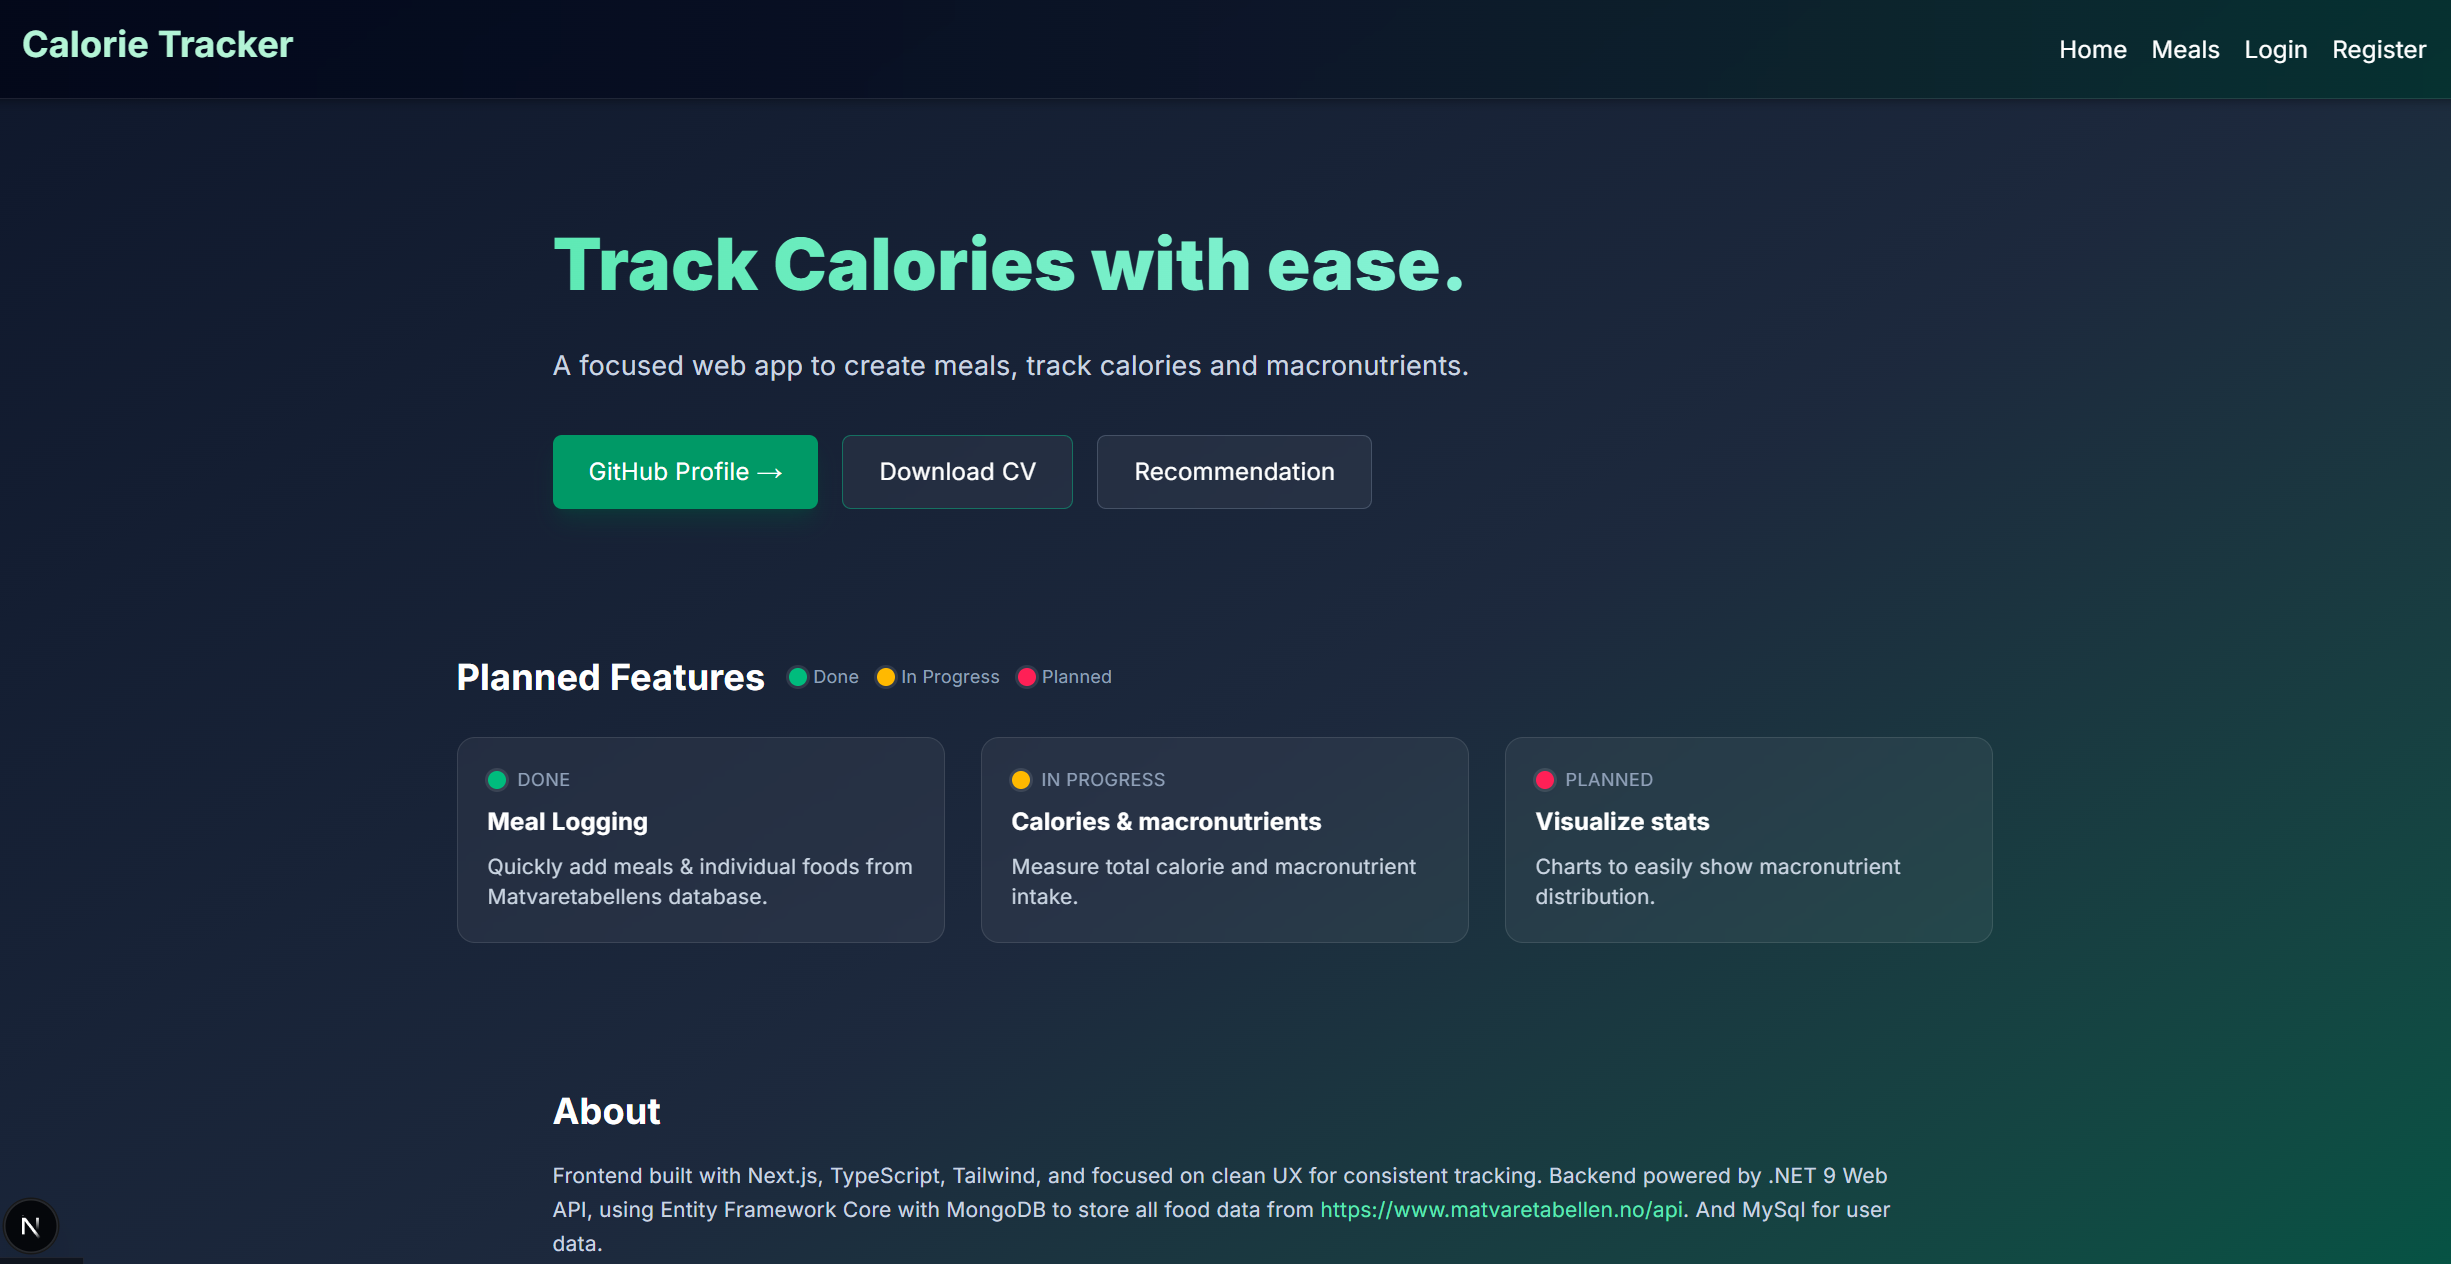 Calorie Tracker
Home Meals Login Register
Track Calories with ease.
A focused web app to create meals, track calories and macronutrients.
GitHub Profile → Download CV Recommendation
Planned Features Done In Progress Planned
DONE
Meal Logging
Quickly add meals & individual foods from
Matvaretabellens database.
IN PROGRESS
Calories & macronutrients
Measure total calorie and macronutrient
intake.
PLANNED
Visualize stats
Charts to easily show macronutrient
distribution.
About
Frontend built with Next.js, TypeScript, Tailwind, and focused on clean UX for consistent tracking. Backend powered by .NET 9 Web
API, using Entity Framework Core with MongoDB to store all food data from https://www.matvaretabellen.no/api. And MySql for user
data.
N